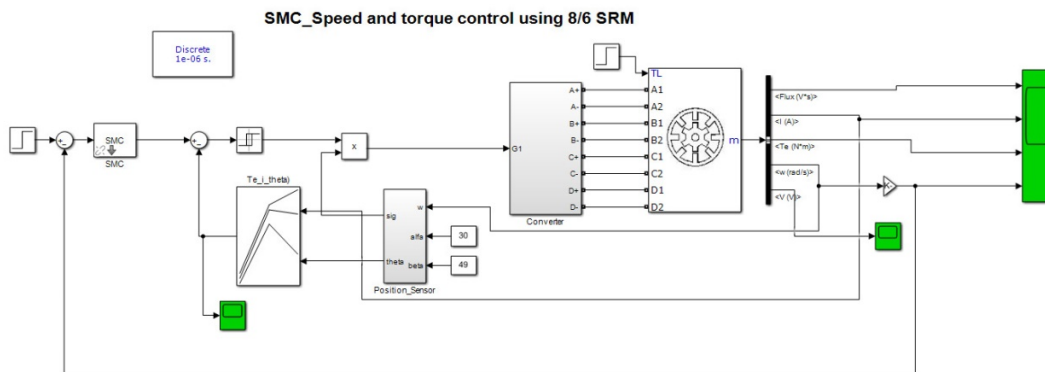 SMC_Speed and torque control using 8/6 SRM
Discrete
1e-06 s.
SMC
SMC
Te_i_theta)
x
sig
theta
w
alfa
beta
30
49
Position_Sensor
G1
A+
A-
B+
B-
C+
C-
D+
D-
Converter
TL
A1
A2
B1
B2
C1
C2
D1
D2
m
<Flux (V*s)>
<I (A)>
<Te (N*m)>
<w (rad/s)>
<V (V)>